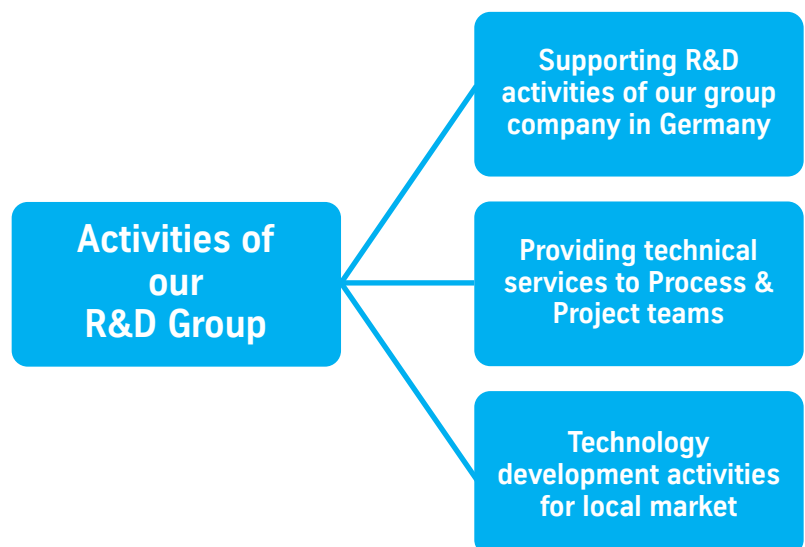 Supporting R&D
activities of our group
company in Germany
Activities of
our
R&D Group
Providing technical
services to Process &
Project teams
Technology
development activities
for local market